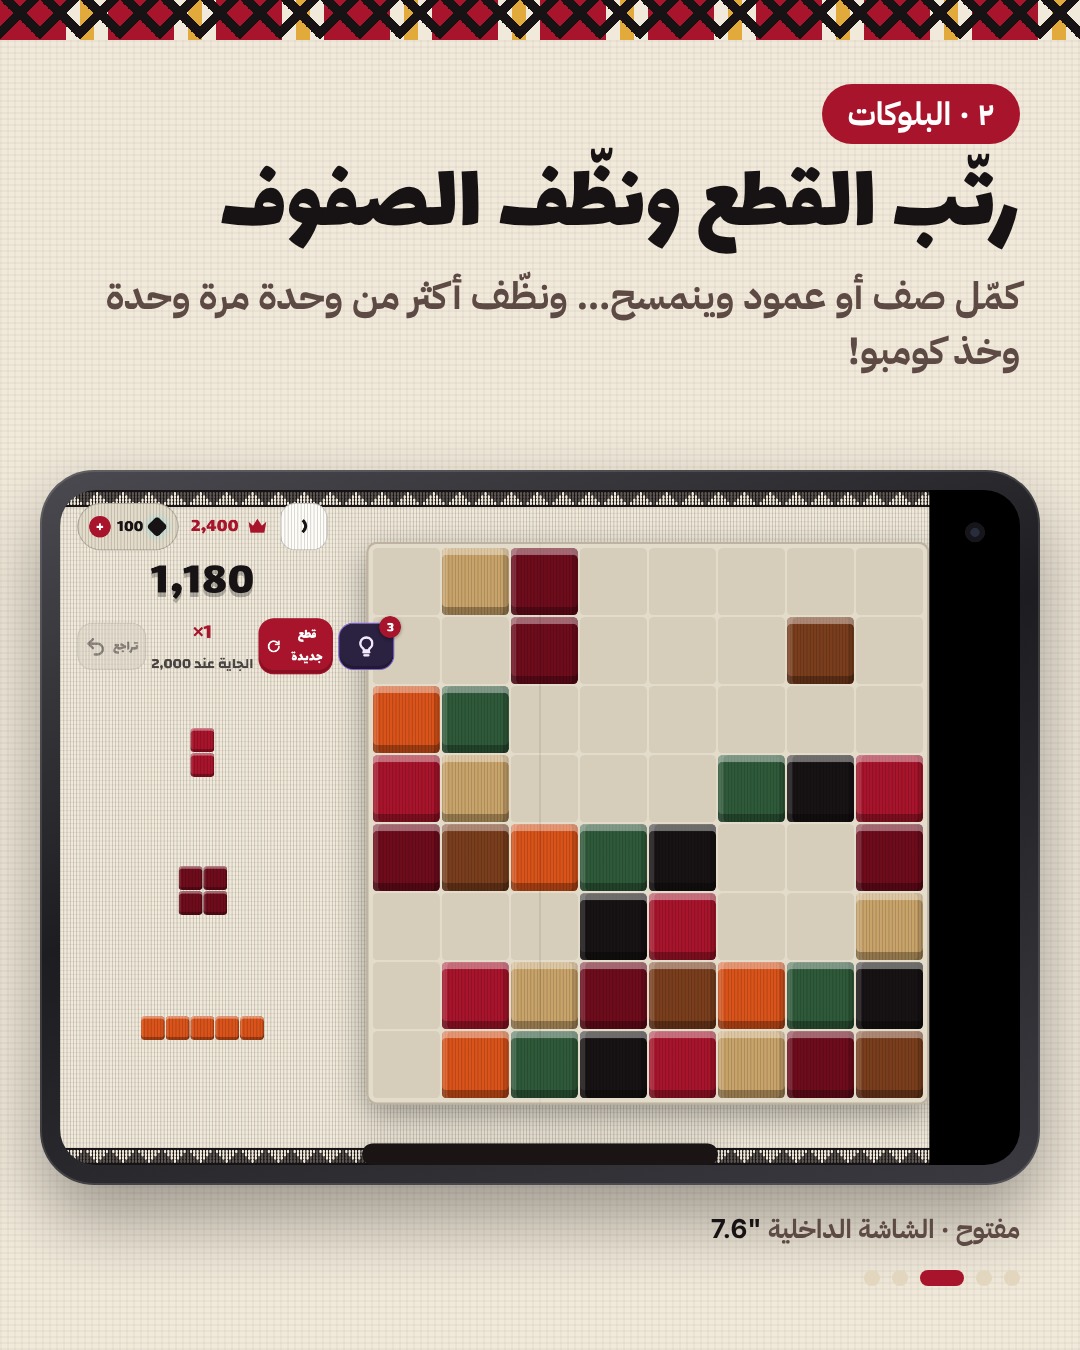 ٢ · البلوكات
رتّب القطع ونظّف الصفوف
كمّل صف أو عمود وينمسح... ونظّف أكثر من وحدة مرة وحدة
وخذ كومبو!
2,400
100 +
1,180
3
قطع
جديدة
×1
الجاية عند 2,000
تراجع
مفتوح · الشاشة الداخلية "7.6